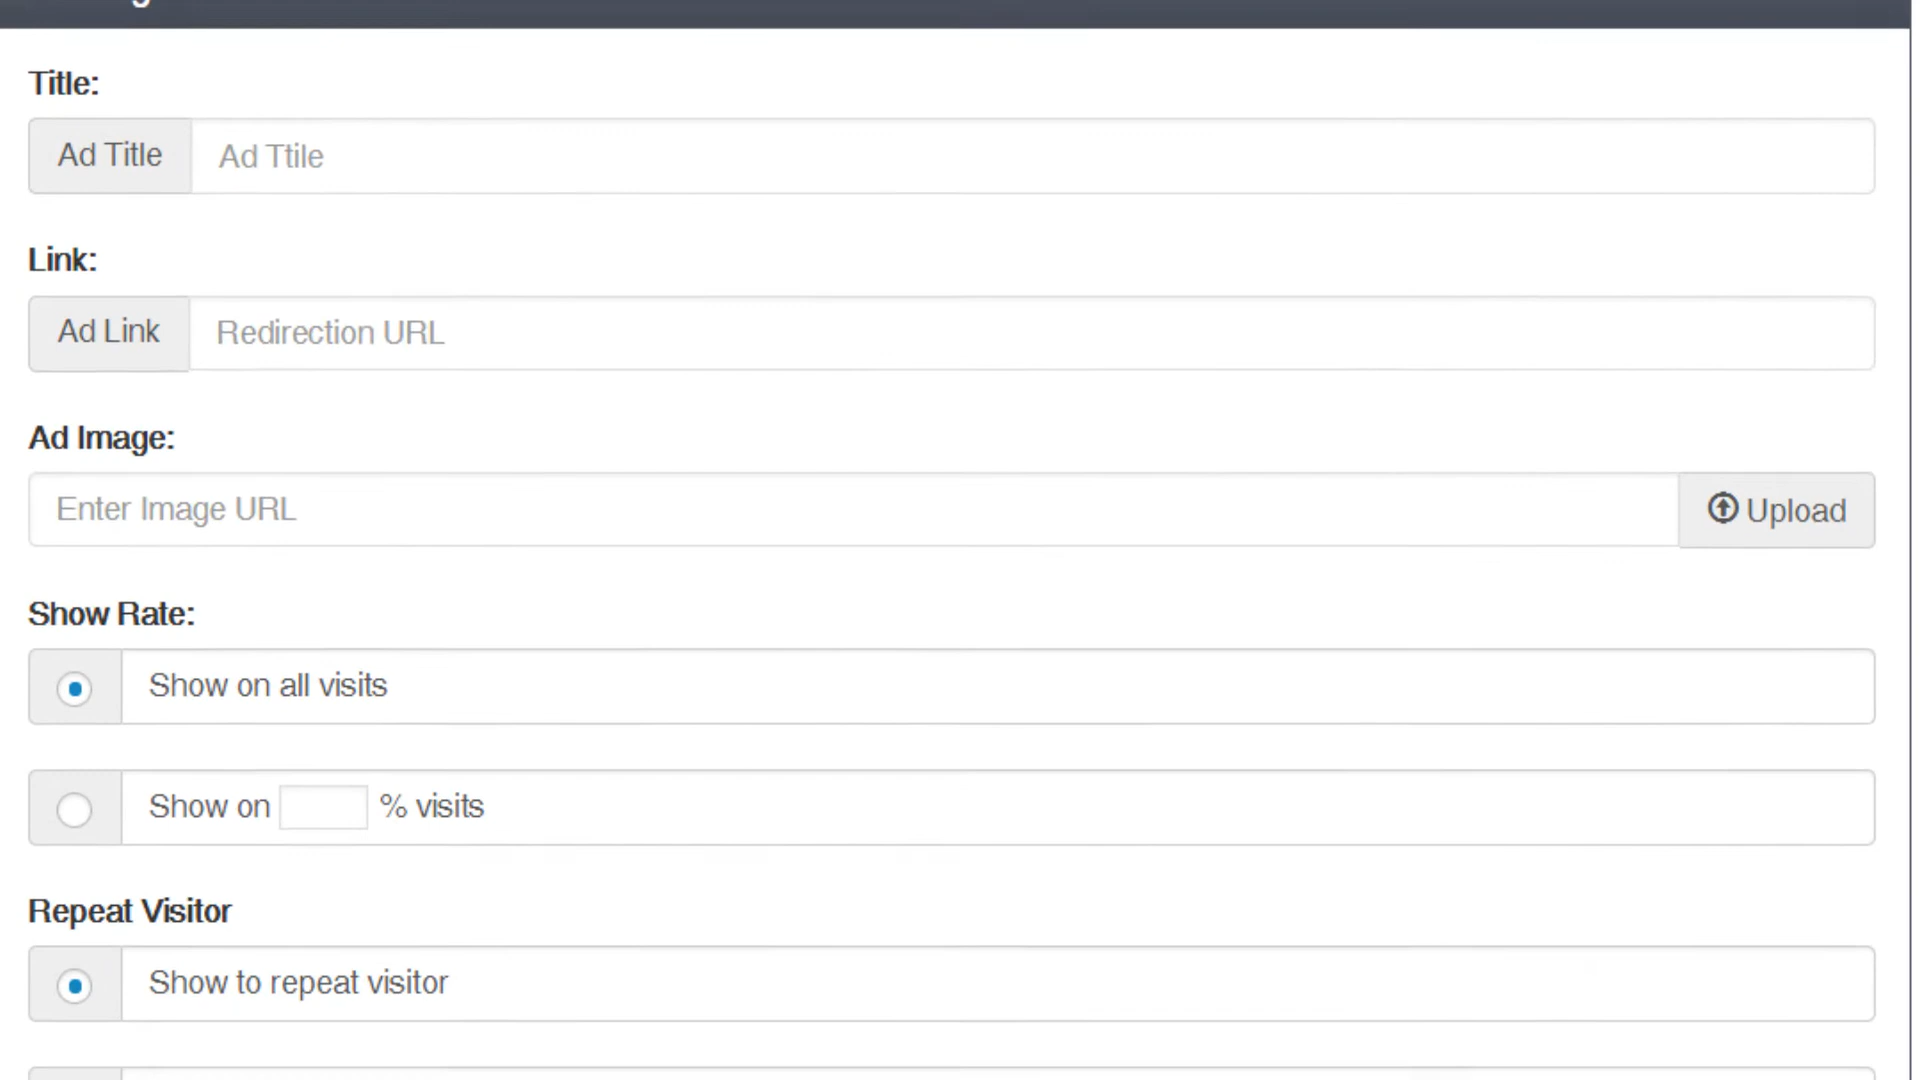 Title:
Ad Title Ad Ttile
Link:
Ad Link Redirection URL
Ad Image:
Enter Image URL Upload
Show Rate:
Show on all visits
Show on % visits
Repeat Visitor
Show to repeat visitor